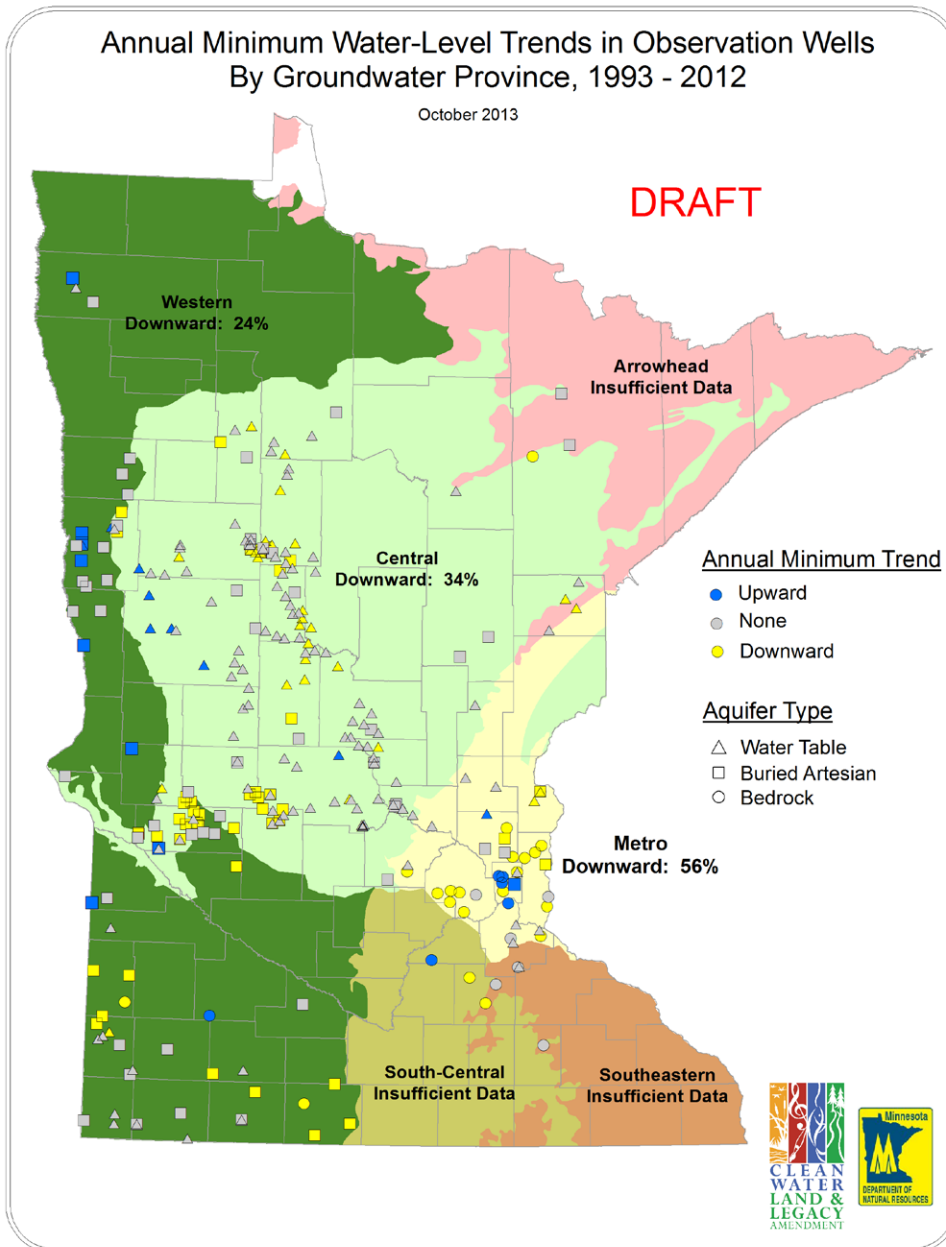 Annual Minimum Water-Level Trends in Observation Wells
By Groundwater Province, 1993 - 2012
October 2013
DRAFT
Western
Downward: 24%
Arrowhead
Insufficient Data
Central
Downward: 34%
Annual Minimum Trend
Upward
None
Downward
Aquifer Type
Water Table
Buried Artesian
Bedrock
Metro
Downward: 56%
South-Central
Insufficient Data
Southeastern
Insufficient Data
CLEAN
WATER
LAND &
LEGACY
AMENDMENT
Minnesota
DEPARTMENT OF
NATURAL RESOURCES